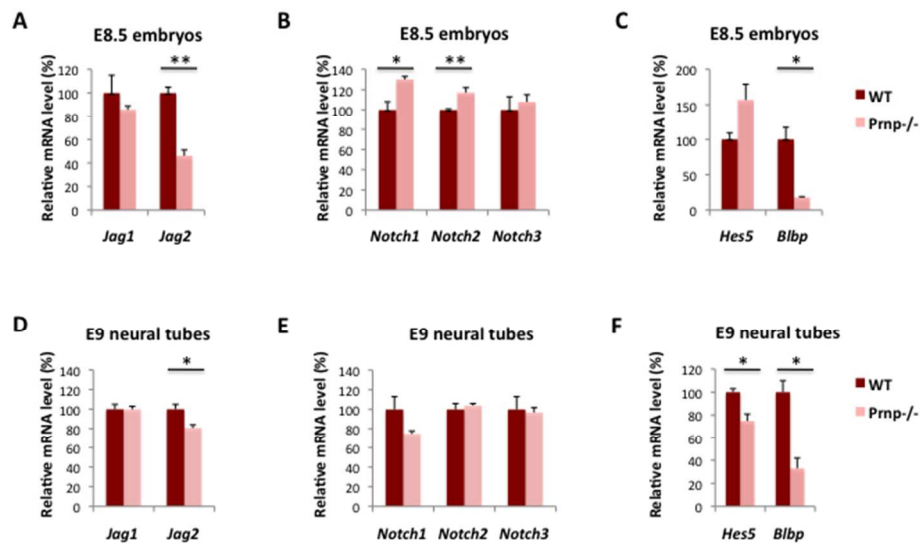 A
E8.5 embryos
**
Relative mRNA level (%)
120
100
80
60
40
20
0
Jag1 Jag2
B
E8.5 embryos
* **
Relative mRNA level (%)
140
120
100
80
60
40
20
0
Notch1 Notch2 Notch3
C
E8.5 embryos
*
Relative mRNA level (%)
200
150
100
50
0
Hes5 Blbp
WT
Prnp-/-
D
E9 neural tubes
*
Relative mRNA level (%)
140
120
100
80
60
40
20
0
Jag1 Jag2
E
E9 neural tubes
Relative mRNA level (%)
140
120
100
80
60
40
20
0
Notch1 Notch2 Notch3
F
E9 neural tubes
* *
Relative mRNA level (%)
120
100
80
60
40
20
0
Hes5 Blbp
WT
Prnp-/-